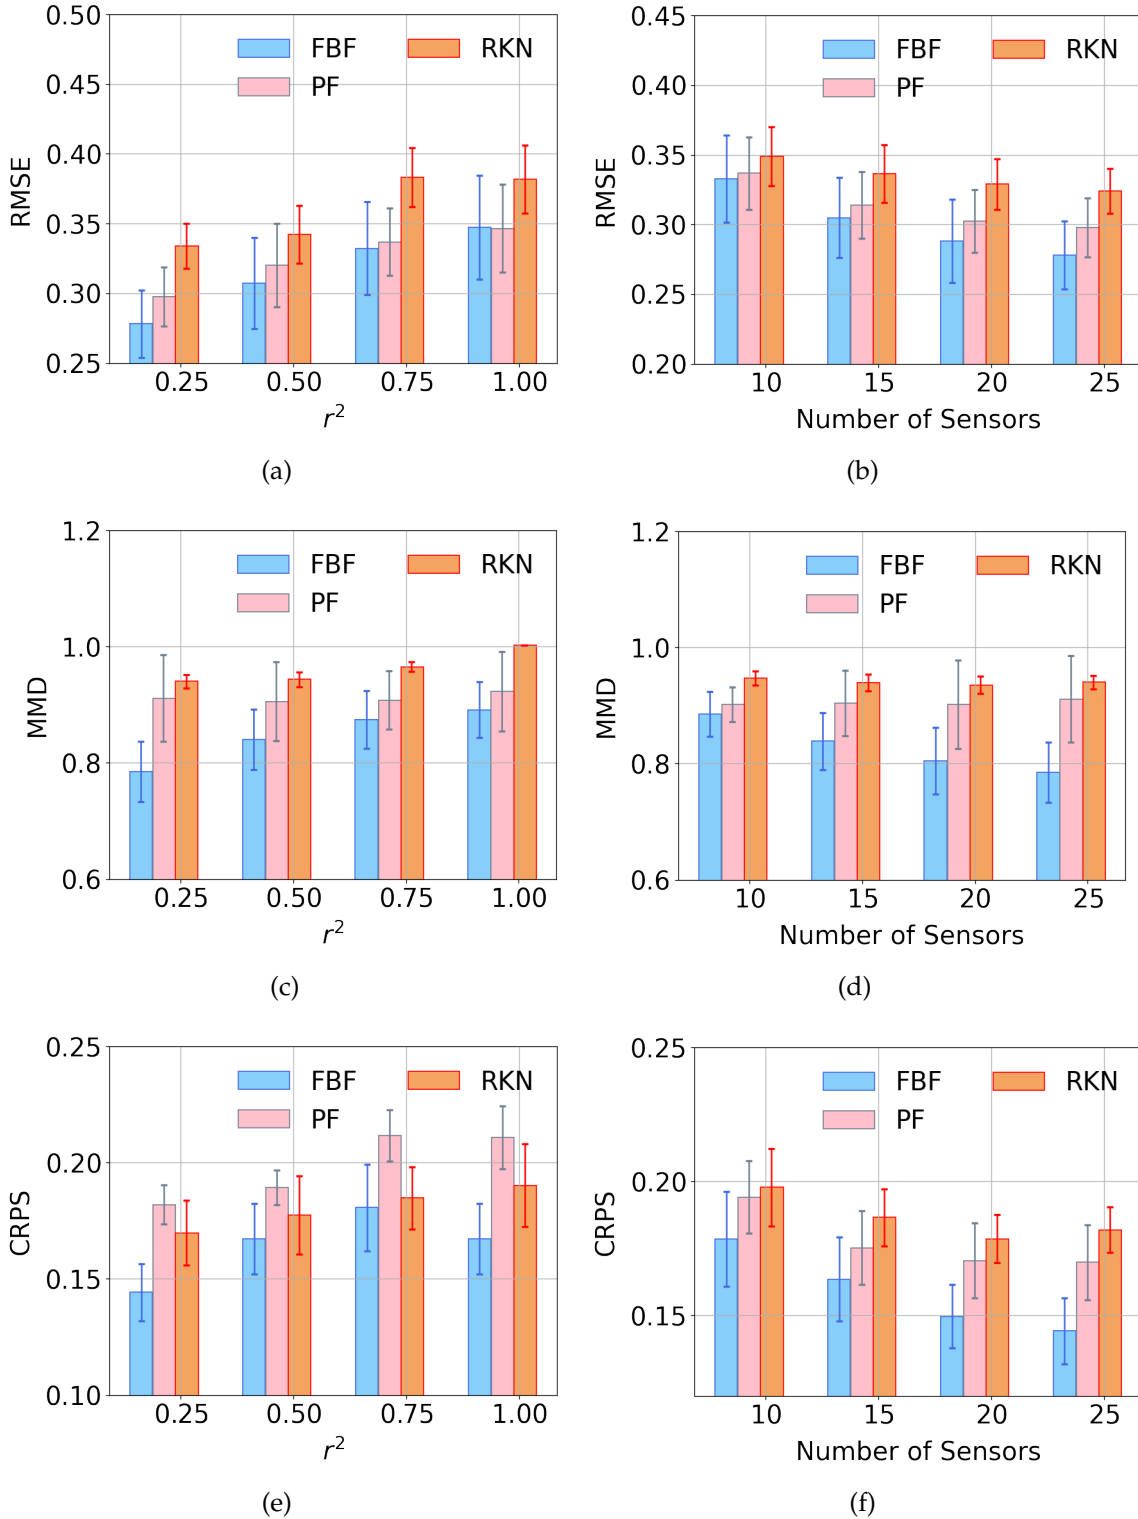 0.50
0.45
0.40
0.35
0.30
0.25
RMSE
FBF
RKN
PF
0.25 0.50 0.75 1.00
r²
(a)
0.45
0.40
0.35
0.30
0.25
0.20
RMSE
FBF
RKN
PF
10 15 20 25
Number of Sensors
(b)
1.2
1.0
0.8
0.6
MMD
FBF
RKN
PF
0.25 0.50 0.75 1.00
r²
(c)
1.2
1.0
0.8
0.6
MMD
FBF
RKN
PF
10 15 20 25
Number of Sensors
(d)
0.25
0.20
0.15
0.10
CRPS
FBF
RKN
PF
0.25 0.50 0.75 1.00
r²
(e)
0.25
0.20
0.15
CRPS
FBF
RKN
PF
10 15 20 25
Number of Sensors
(f)